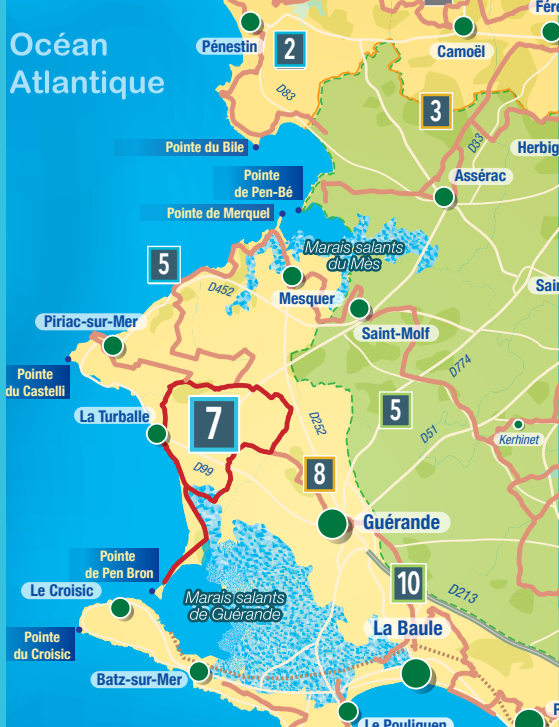 Océan
Atlantique
Pénestin
2
Camoël
D83
3
D33
Pointe du Bile
Herbig
Pointe
de Pen-Bé
Assérac
Pointe de Merquel
Marais salants
du Mès
5
D452
Mesquer
Piriac-sur-Mer
Saint-Molf
Pointe
du Castelli
D774
La Turballe
7
D252
5
D51
Kerhinet
D99
8
Guérande
Pointe
de Pen Bron
Le Croisic
Marais salants
de Guérande
10
D213
Pointe
du Croisic
La Baule
Batz-sur-Mer
Le Pouliguen